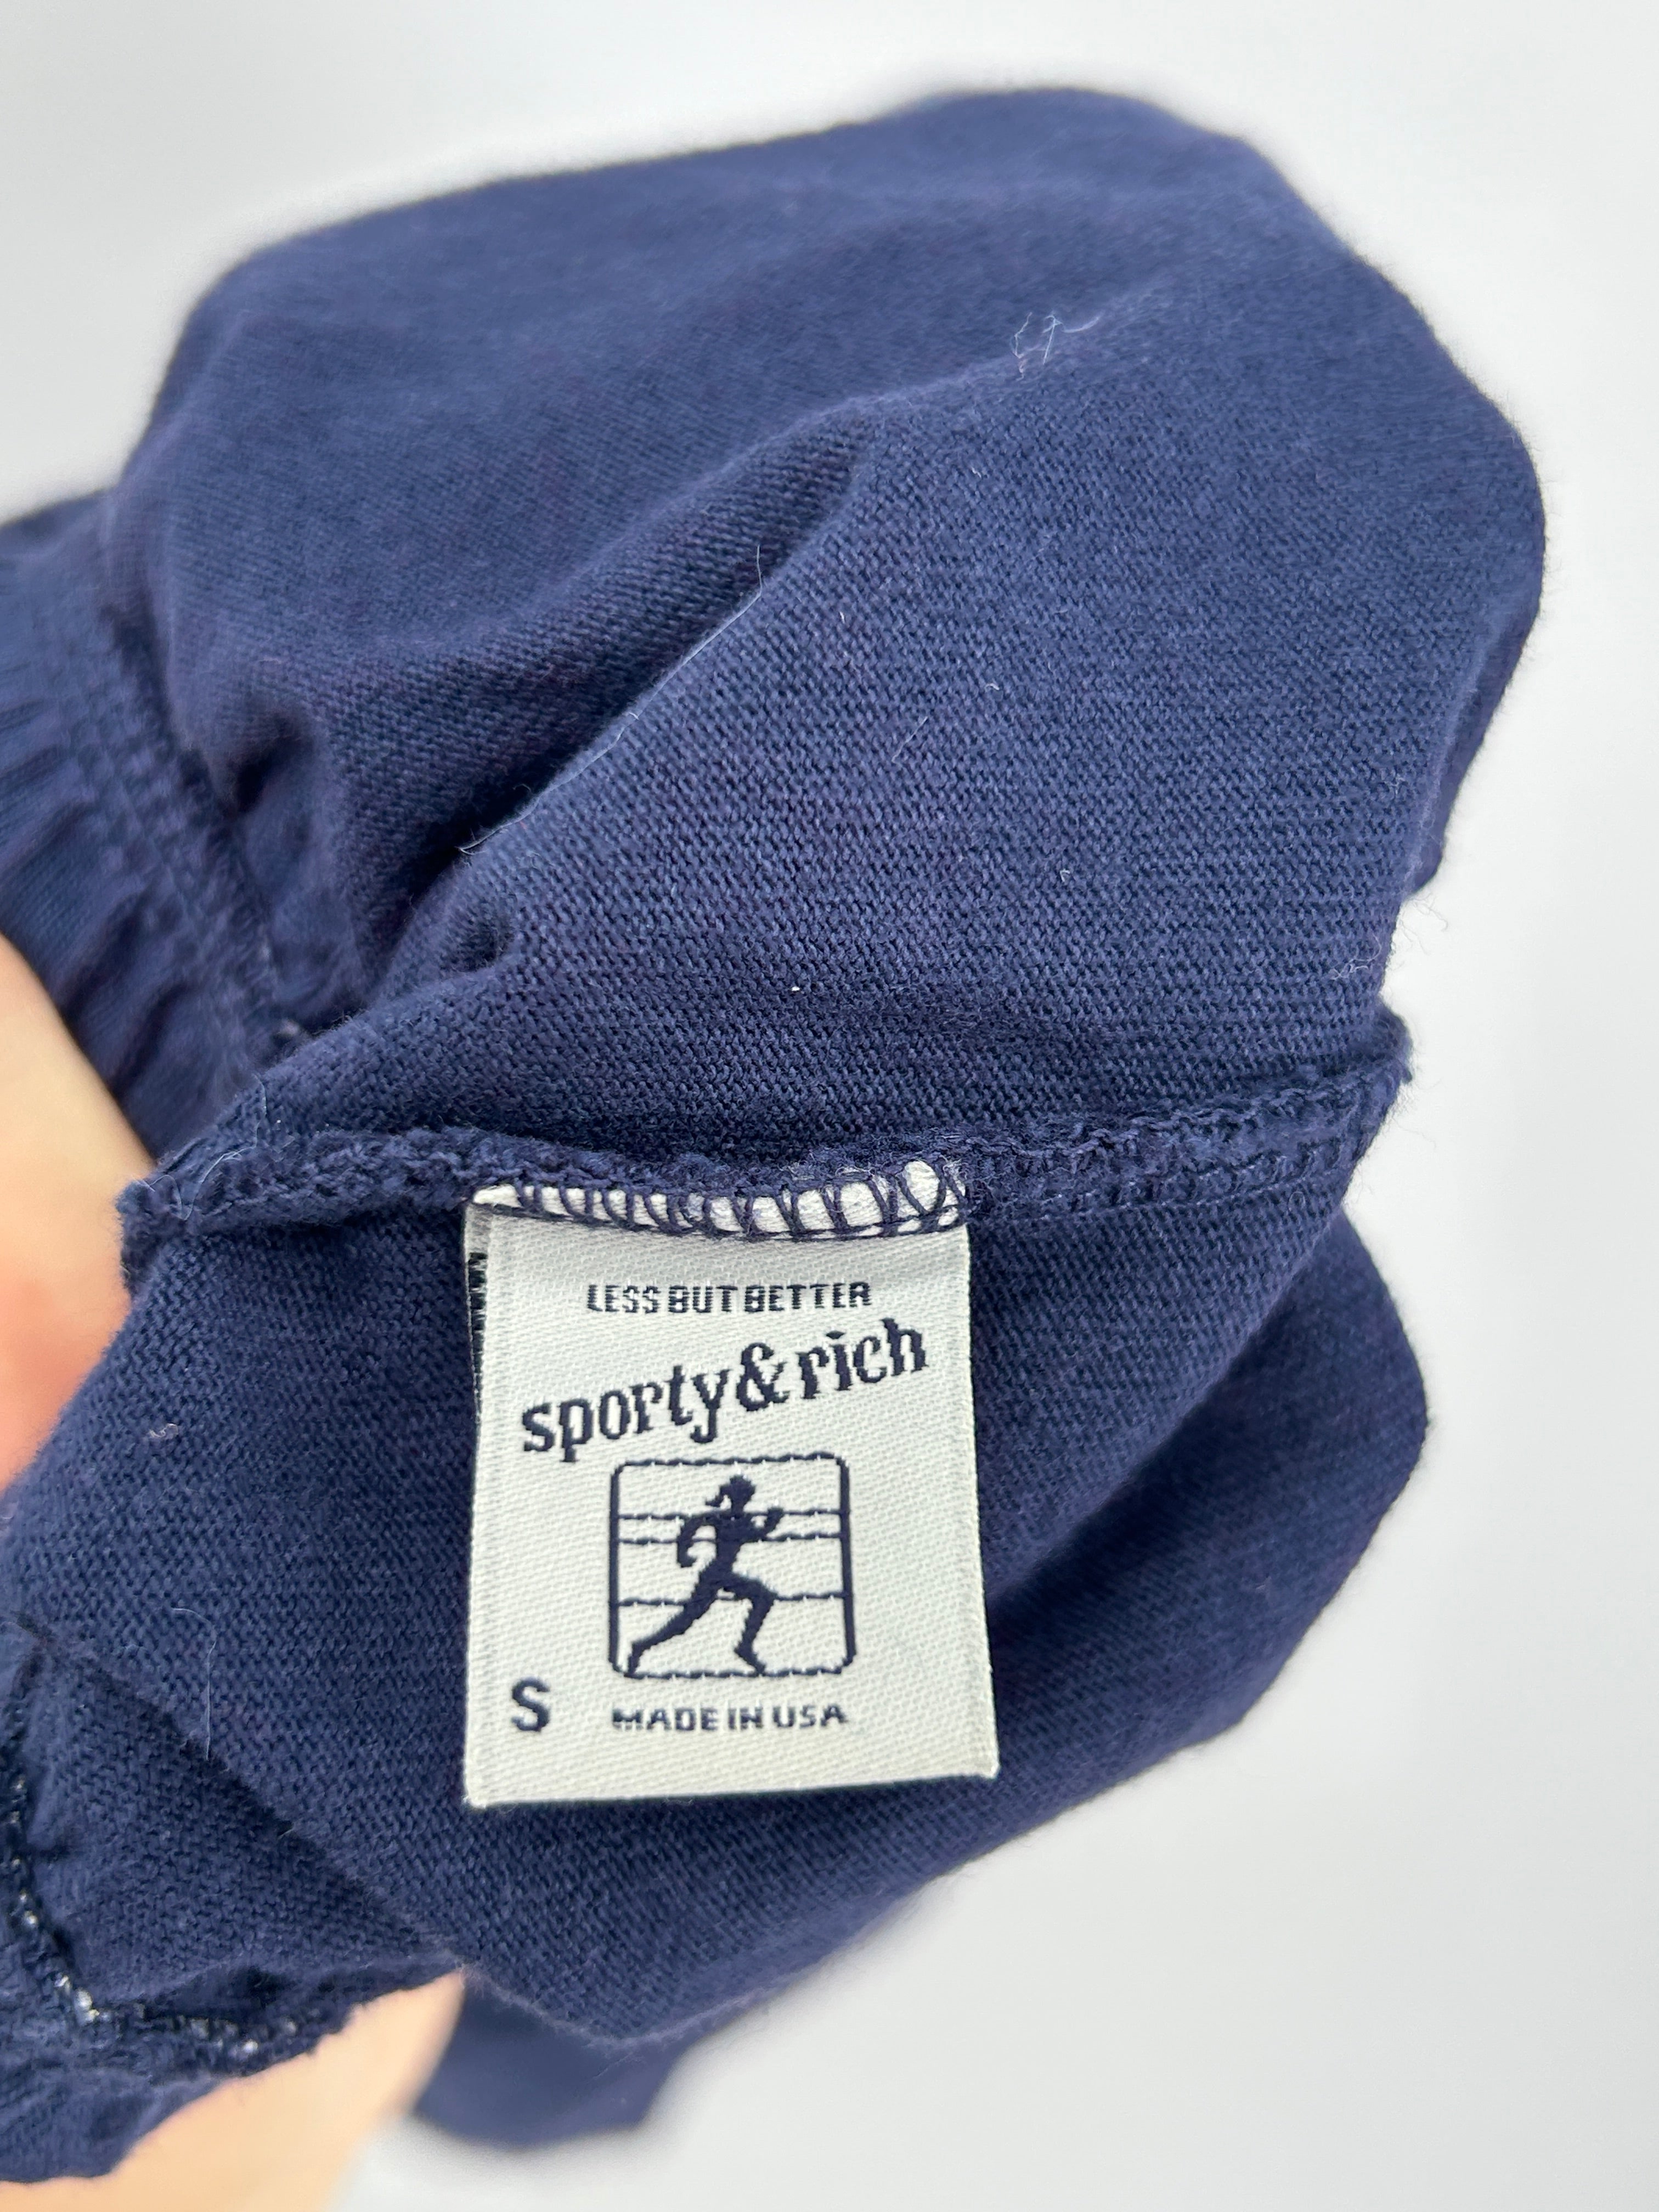 LESS BUT BETTER
sporty&rich
S MADE IN USA